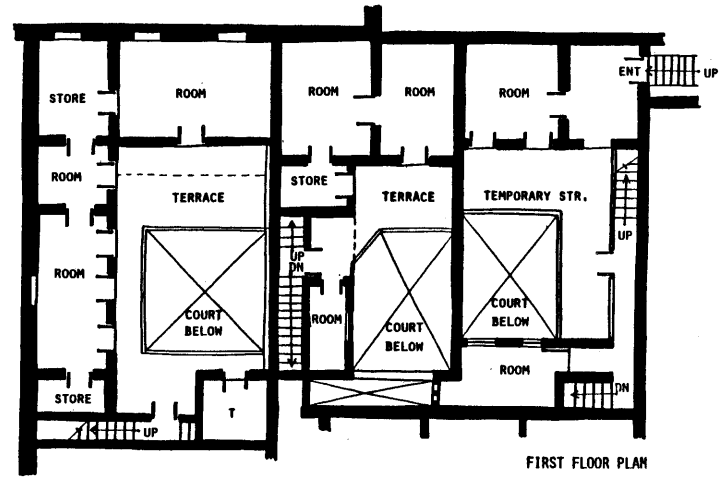 ENT
UP
STORE
ROOM
ROOM
ROOM
ROOM
ROOM
STORE
TERRACE
TERRACE
TEMPORARY STR.
UP
UP
DN
ROOM
COURT
BELOW
COURT
BELOW
COURT
BELOW
ROOM
ROOM
STORE
T
DN
UP
FIRST FLOOR PLAN